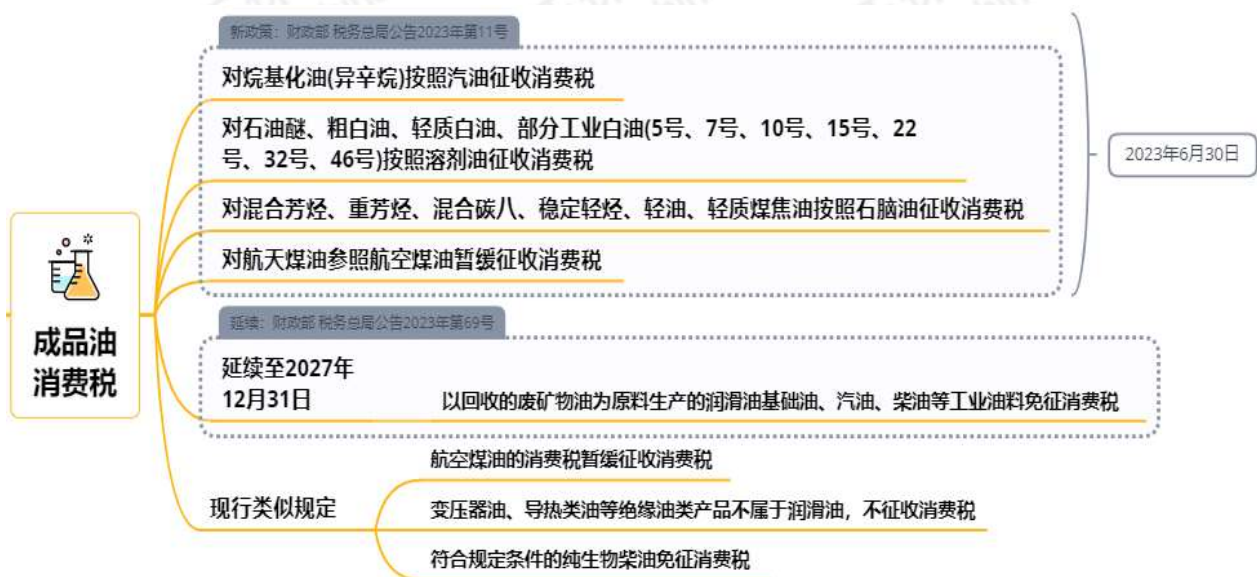 新政策：财政部 税务总局公告2023年第11号
对烷基化油(异辛烷)按照汽油征收消费税
对石油醚、粗白油、轻质白油、部分工业白油(5号、7号、10号、15号、22
号、32号、46号)按照溶剂油征收消费税
对混合芳烃、重芳烃、混合碳八、稳定轻烃、轻油、轻质煤焦油按照石脑油征收消费税
对航天煤油参照航空煤油暂缓征收消费税
2023年6月30日
成品油
消费税
延续：财政部 税务总局公告2023年第69号
延续至2027年
12月31日
以回收的废矿物油为原料生产的润滑油基础油、汽油、柴油等工业油料免征消费税
现行类似规定
航空煤油的消费税暂缓征收消费税
变压器油、导热类油等绝缘油类产品不属于润滑油，不征收消费税
符合规定条件的纯生物柴油免征消费税